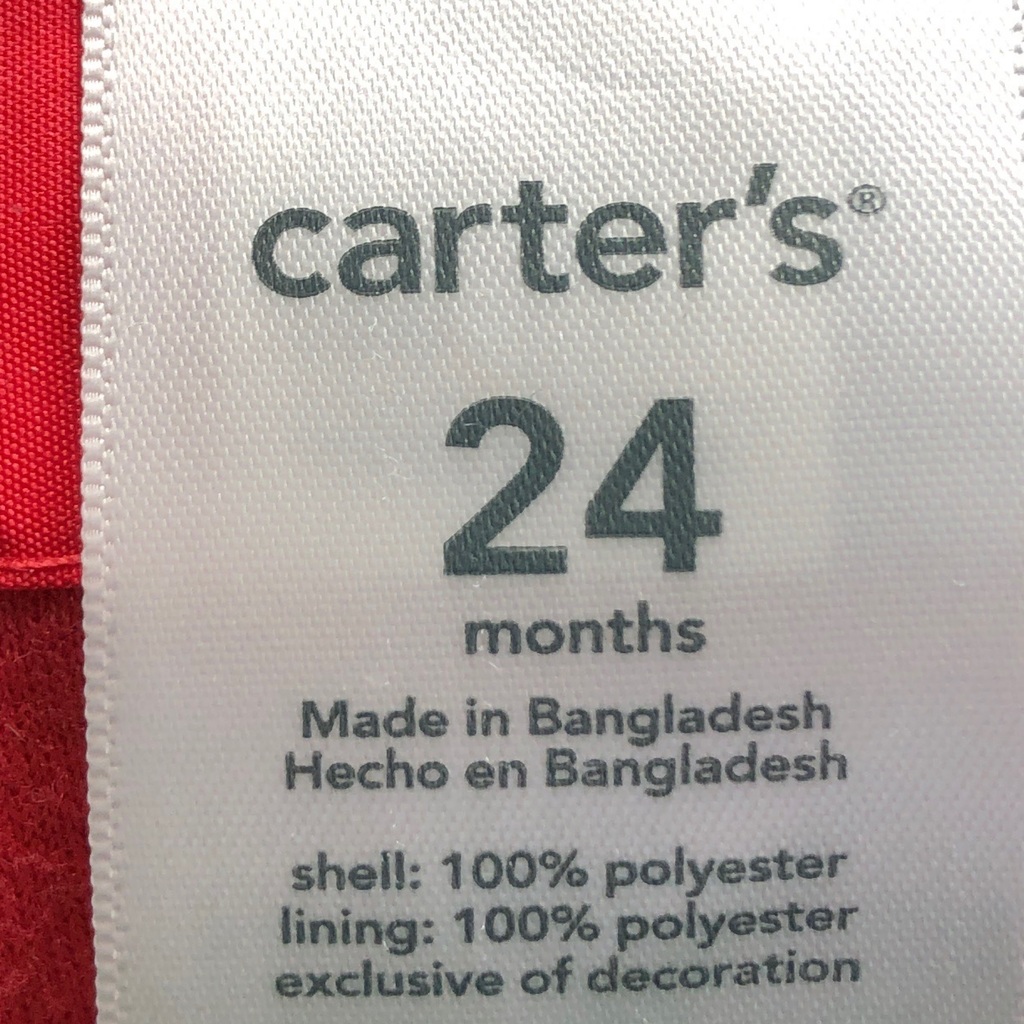 carter's®
24
months
Made in Bangladesh
Hecho en Bangladesh
shell: 100% polyester
lining: 100% polyester
exclusive of decoration